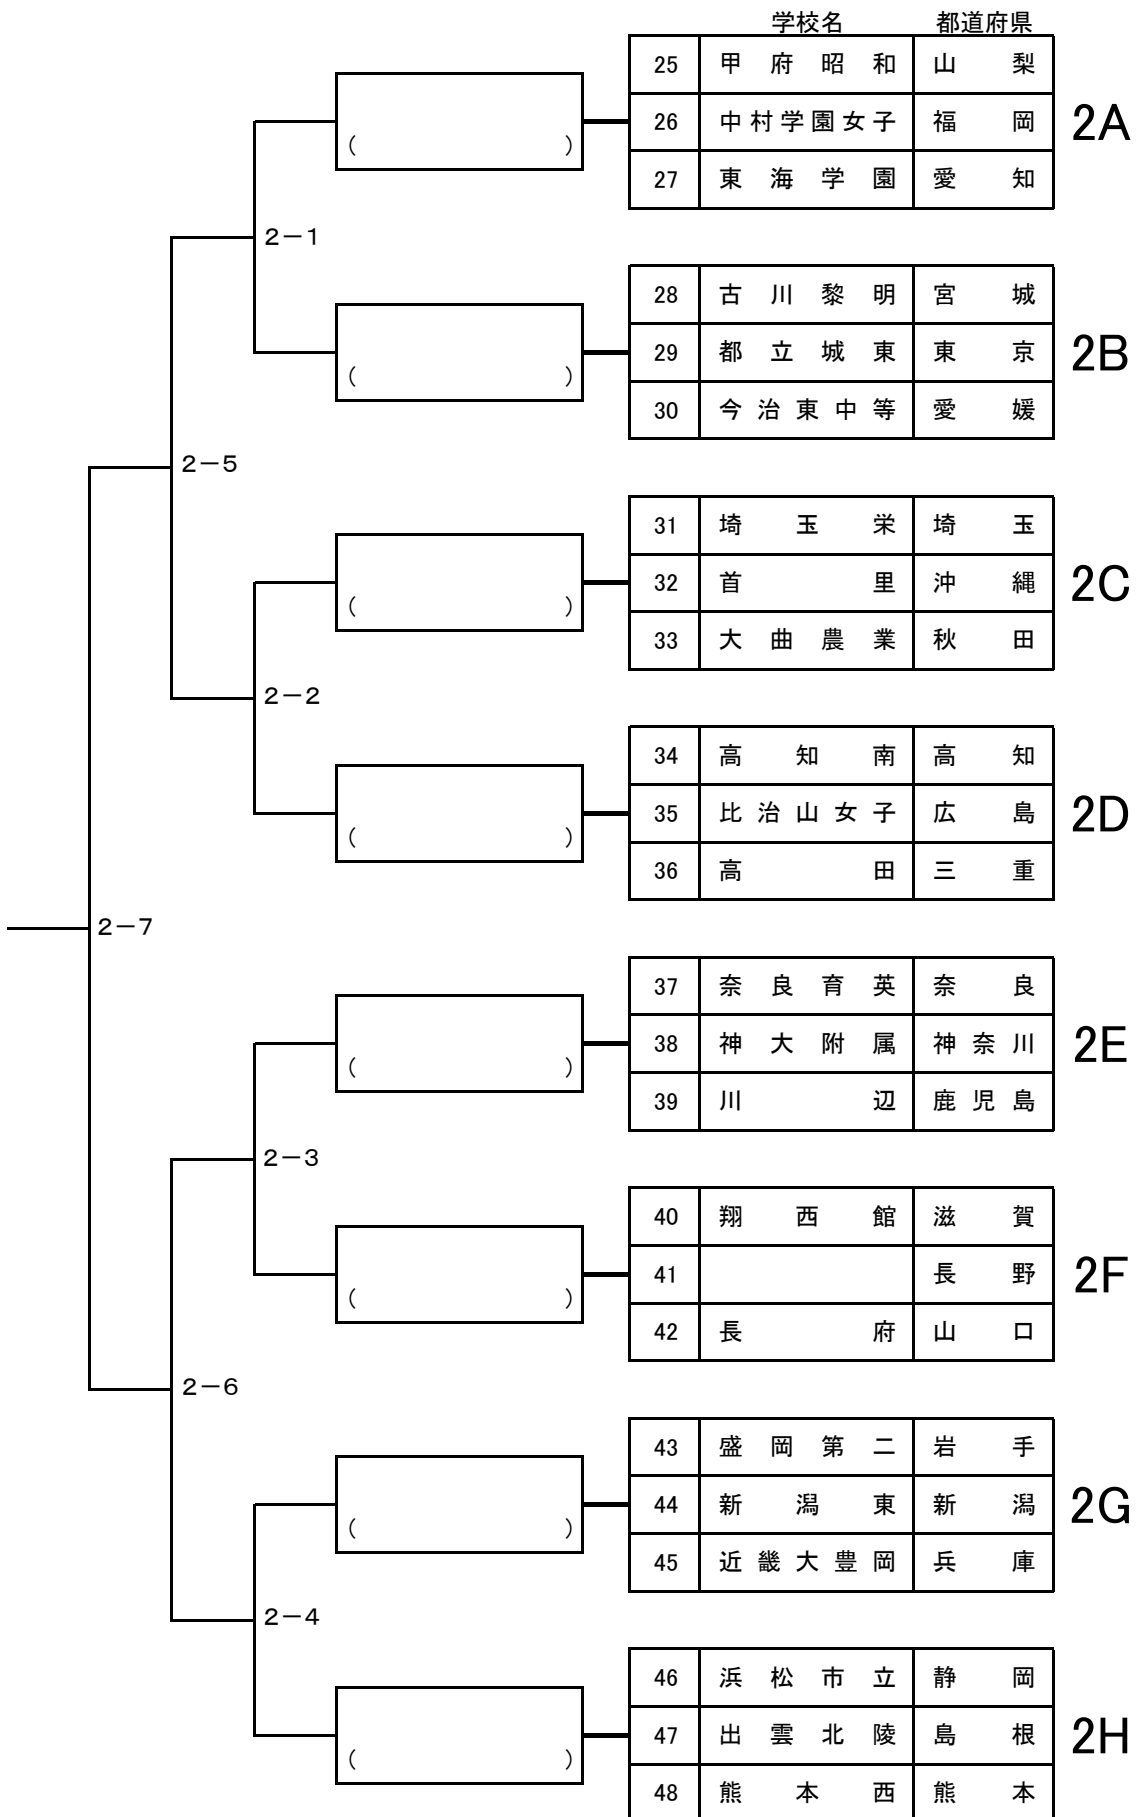 学校名 都道府県
25 甲府昭和 山梨
( ) 26 中村学園女子 福岡 2A
27 東海学園 愛知
2－1
28 古川黎明 宮城
( ) 29 都立城東 東京 2B
30 今治東中等 愛媛
2－5
31 埼玉栄 埼玉
( ) 32 首里 沖縄 2C
33 大曲農業 秋田
2－2
34 高知南 高知
( ) 35 比治山女子 広島 2D
36 高田 三重
2－7
37 奈良育英 奈良
( ) 38 神大附属 神奈川 2E
39 川辺 鹿児島
2－3
40 翔西館 滋賀
( ) 41 長野 2F
42 長府 山口
2－6
43 盛岡第二 岩手
( ) 44 新潟東 新潟 2G
45 近畿大豊岡 兵庫
2－4
46 浜松市立 静岡
( ) 47 出雲北陵 島根 2H
48 熊本西 熊本